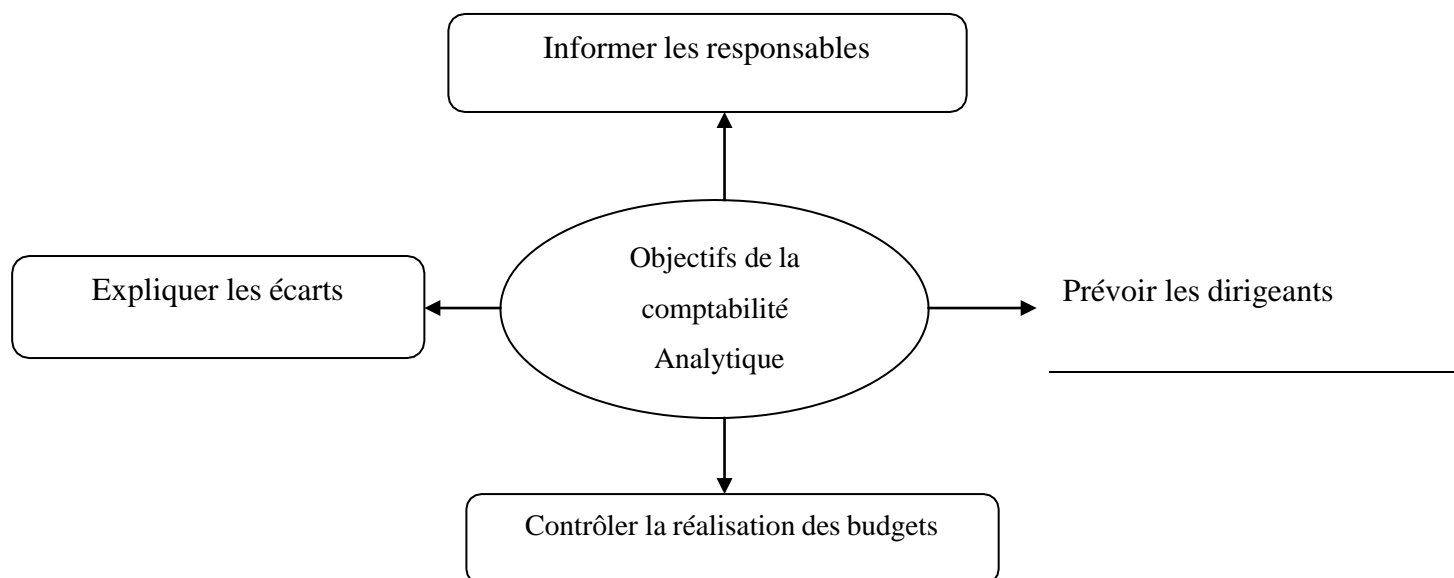 Informer les responsables
Expliquer les écarts
Objectifs de la
comptabilité
Analytique
Prévoir les dirigeants
Contrôler la réalisation des budgets